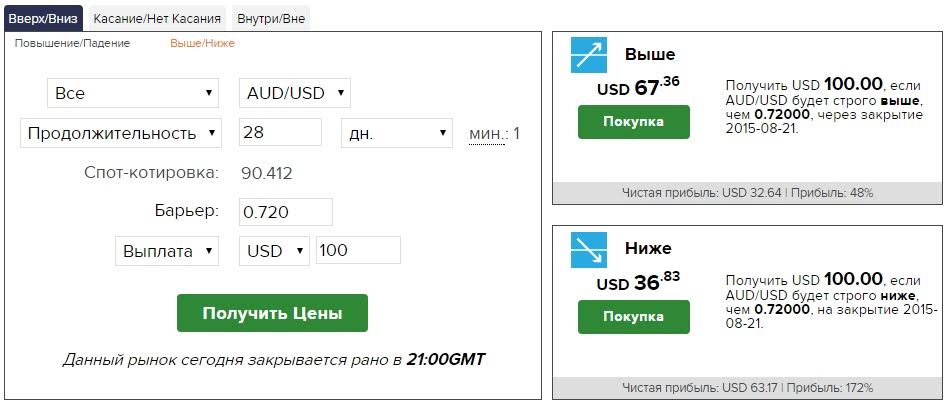 Вверх/Вниз Касание/Нет Касания Внутри/Вне
Повышение/Падение Выше/Ниже
Все AUD/USD
Продолжительность 28 дн. мин.: 1
Спот-котировка: 90.412
Барьер: 0.720
Выплата USD 100
Получить Цены
Данный рынок сегодня закрывается рано в 21:00GMT
Выше
USD 67.36
Покупка
Получить USD 100.00, если
AUD/USD будет строго выше,
чем 0.72000, через закрытие
2015-08-21.
Чистая прибыль: USD 32.64 | Прибыль: 48%
Ниже
USD 36.83
Покупка
Получить USD 100.00, если
AUD/USD будет строго ниже,
чем 0.72000, на закрытие 2015-
08-21.
Чистая прибыль: USD 63.17 | Прибыль: 172%